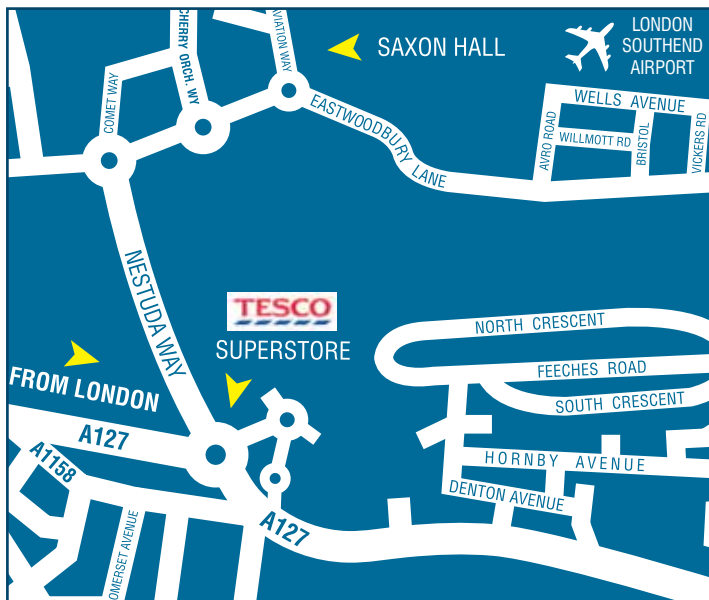 CHERRY ORCH. WY
VIATION WAY
SAXON HALL
LONDON
SOUTHEND
AIRPORT
COMET WAY
EASTWOODBURY LANE
WELLS AVENUE
AVRO ROAD
WILLMOTT RD
BRISTOL
VICKERS RD
NESTUDA WAY
TESCO
SUPERSTORE
NORTH CRESCENT
FEECHES ROAD
SOUTH CRESCENT
FROM LONDON
A127
A1158
HORNBY AVENUE
DENTON AVENUE
A127
OMERSET AVENUE